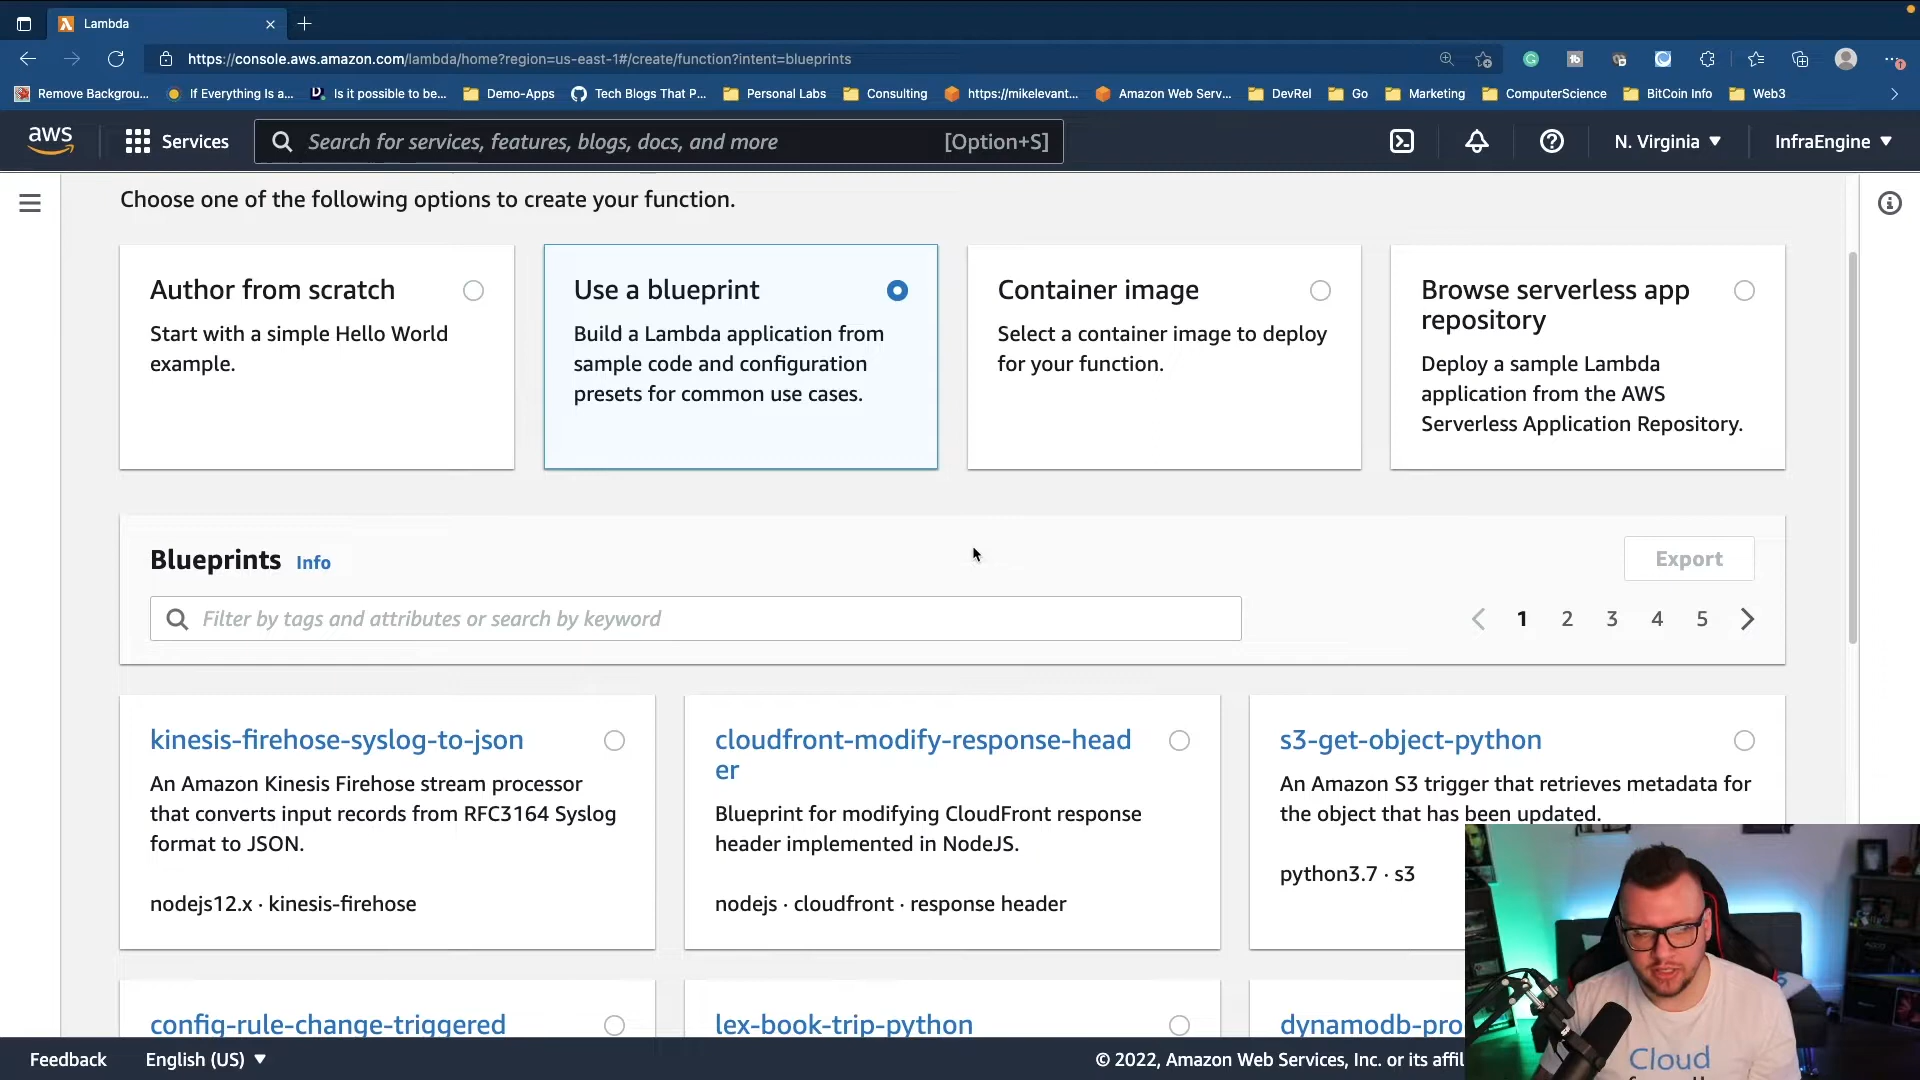 Lambda
https://console.aws.amazon.com/lambda/home?region=us-east-1#/create/function?intent=blueprints
Remove Backgrou...
If Everything Is a...
Is it possible to be...
Demo-Apps
Tech Blogs That P...
Personal Labs
Consulting
https://mikelevant...
Amazon Web Serv...
DevRel
Go
Marketing
ComputerScience
BitCoin Info
Web3
aws
Services
Search for services, features, blogs, docs, and more
[Option+S]
N. Virginia
InfraEngine
Choose one of the following options to create your function.
Author from scratch
Start with a simple Hello World
example.
Use a blueprint
Build a Lambda application from
sample code and configuration
presets for common use cases.
Container image
Select a container image to deploy
for your function.
Browse serverless app
repository
Deploy a sample Lambda
application from the AWS
Serverless Application Repository.
Blueprints Info
Export
Filter by tags and attributes or search by keyword
1 2 3 4 5
kinesis-firehose-syslog-to-json
An Amazon Kinesis Firehose stream processor
that converts input records from RFC3164 Syslog
format to JSON.
nodejs12.x · kinesis-firehose
cloudfront-modify-response-head
er
Blueprint for modifying CloudFront response
header implemented in NodeJS.
nodejs · cloudfront · response header
s3-get-object-python
An Amazon S3 trigger that retrieves metadata for
the object that has been updated.
python3.7 · s3
config-rule-change-triggered
lex-book-trip-python
dynamodb-pro
Feedback
English (US)
© 2022, Amazon Web Services, Inc. or its affil
Cloud